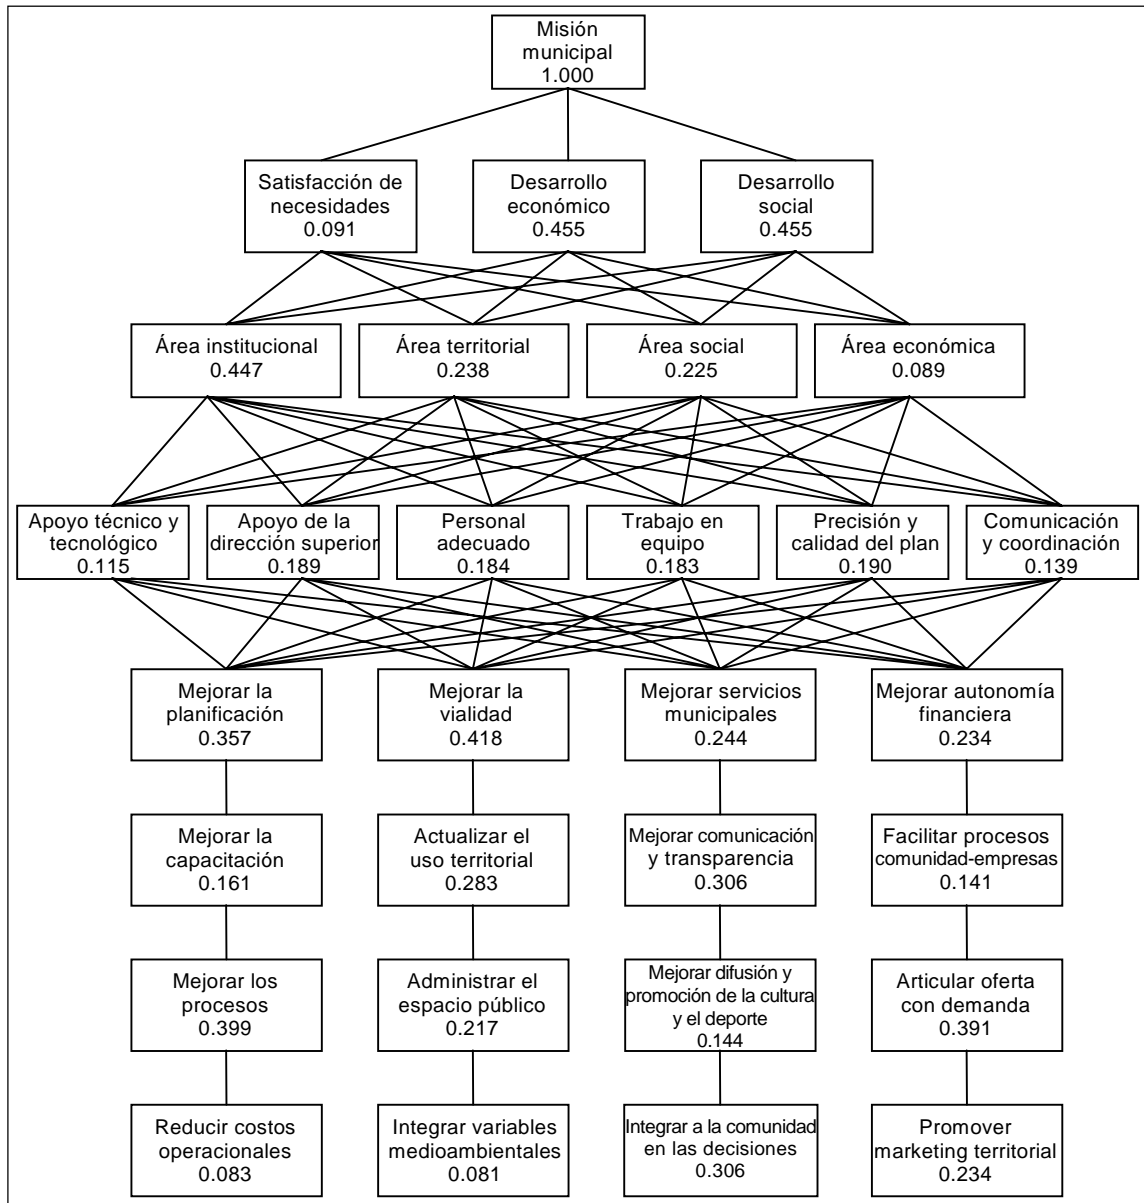 Misión
municipal
1.000
Satisfacción de
necesidades
0.091
Desarrollo
económico
0.455
Desarrollo
social
0.455
Área institucional
0.447
Área territorial
0.238
Área social
0.225
Área económica
0.089
Apoyo técnico y
tecnológico
0.115
Apoyo de la
dirección superior
0.189
Personal
adecuado
0.184
Trabajo en
equipo
0.183
Precisión y
calidad del plan
0.190
Comunicación
y coordinación
0.139
Mejorar la
planificación
0.357
Mejorar la
vialidad
0.418
Mejorar servicios
municipales
0.244
Mejorar autonomía
financiera
0.234
Mejorar la
capacitación
0.161
Actualizar el
uso territorial
0.283
Mejorar comunicación
y transparencia
0.306
Facilitar procesos
comunidad-empresas
0.141
Mejorar los
procesos
0.399
Administrar el
espacio público
0.217
Mejorar difusión y
promoción de la cultura
y el deporte
0.144
Articular oferta
con demanda
0.391
Reducir costos
operacionales
0.083
Integrar variables
medioambientales
0.081
Integrar a la comunidad
en las decisiones
0.306
Promover
marketing territorial
0.234